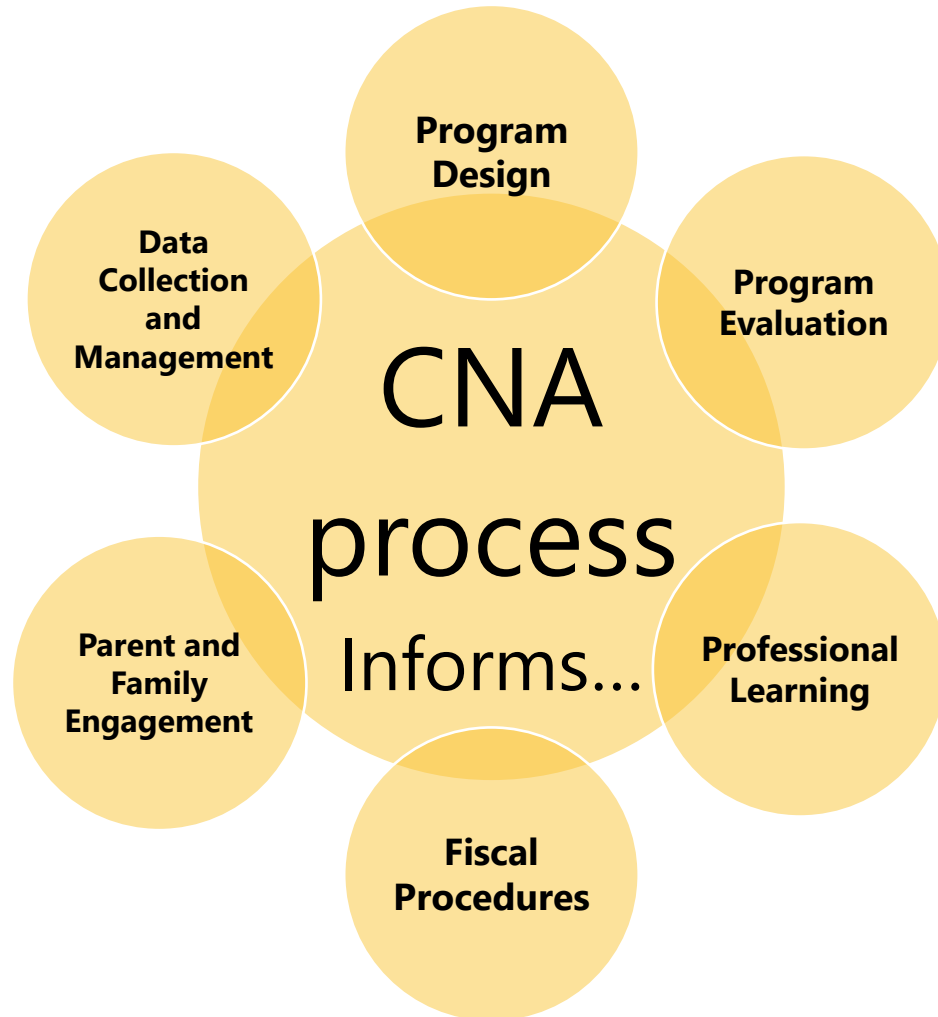 Program
Design
Program
Evaluation
Professional
Learning
Fiscal
Procedures
Parent and
Family
Engagement
Data
Collection
and
Management
CNA
process
Informs...